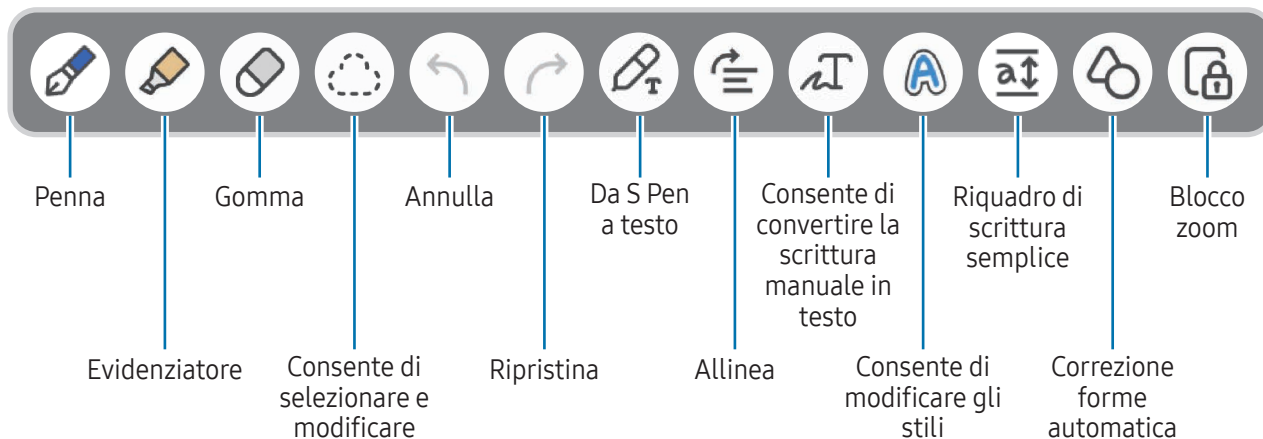 Penna
Gomma
Annulla
Da S Pen
a testo
Consente di
convertire la
scrittura
manuale in
testo
Riquadro di
scrittura
semplice
Blocco
zoom
Evidenziatore
Consente di
selezionare e
modificare
Ripristina
Allinea
Consente di
modificare gli
stili
Correzione
forme
automatica